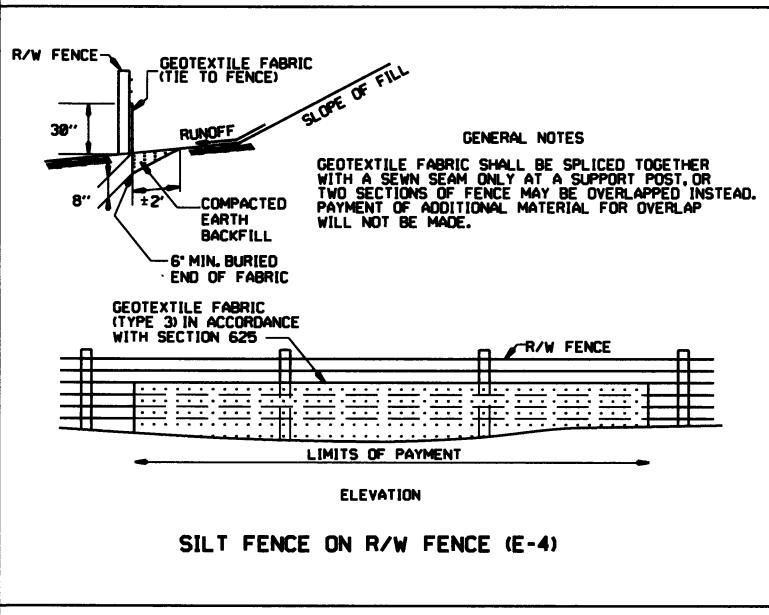 R/W FENCE
GEOTEXTILE FABRIC
(TIE TO FENCE)
30"
RUNOFF
SLOPE OF FILL
8"
±2'
COMPACTED
EARTH
BACKFILL
6" MIN. BURIED
END OF FABRIC
GENERAL NOTES
GEOTEXTILE FABRIC SHALL BE SPLICED TOGETHER
WITH A SEWN SEAM ONLY AT A SUPPORT POST, OR
TWO SECTIONS OF FENCE MAY BE OVERLAPPED INSTEAD.
PAYMENT OF ADDITIONAL MATERIAL FOR OVERLAP
WILL NOT BE MADE.
GEOTEXTILE FABRIC
(TYPE 3) IN ACCORDANCE
WITH SECTION 625
R/W FENCE
LIMITS OF PAYMENT
ELEVATION
SILT FENCE ON R/W FENCE (E-4)